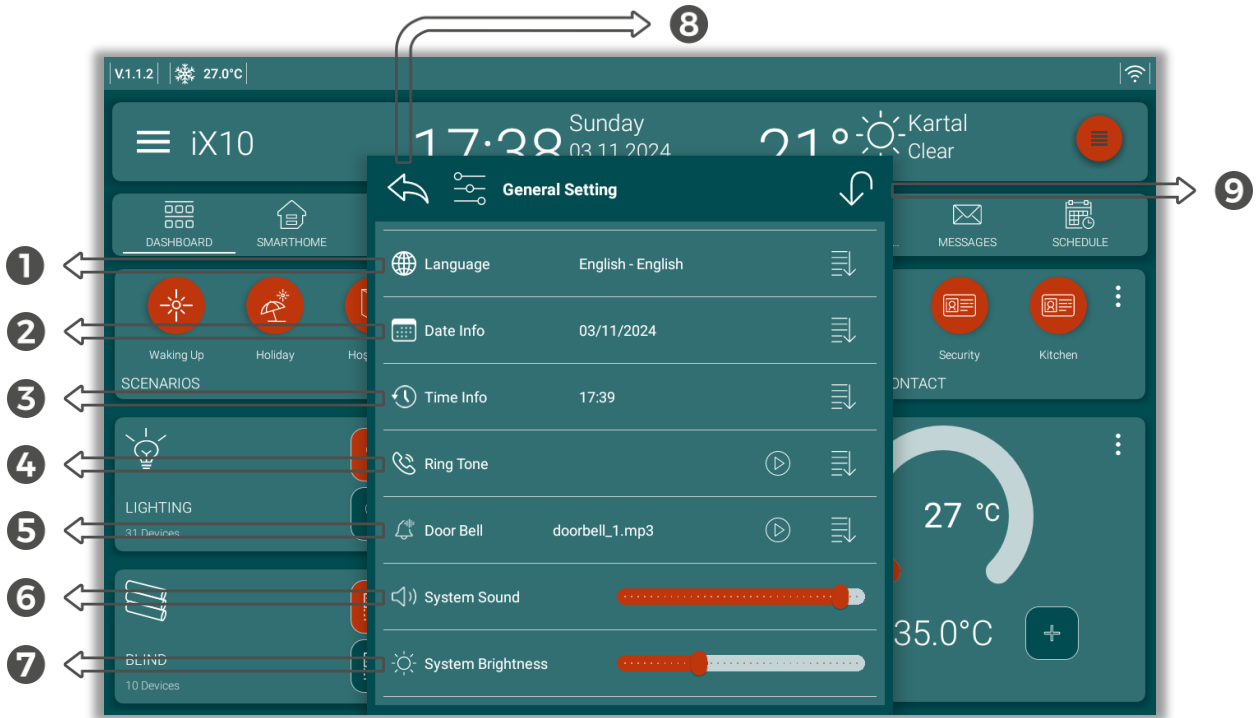 8
V.1.1.2 27.0°C
iX10 17:38 Sunday 21° Kartal
03 11 2024 Clear
General Setting
9
DASHBOARD SMARTHOME ... MESSAGES SCHEDULE
1 Language English - English
2 Date Info 03/11/2024
Waking Up Holiday Hos Security Kitchen
SCENARIOS ONTACT
3 Time Info 17:39
4 Ring Tone
LIGHTING 27 °C
5 Door Bell doorbell_1.mp3
31 Devices
6 System Sound
35.0°C
7 System Brightness
BLIND
10 Devices